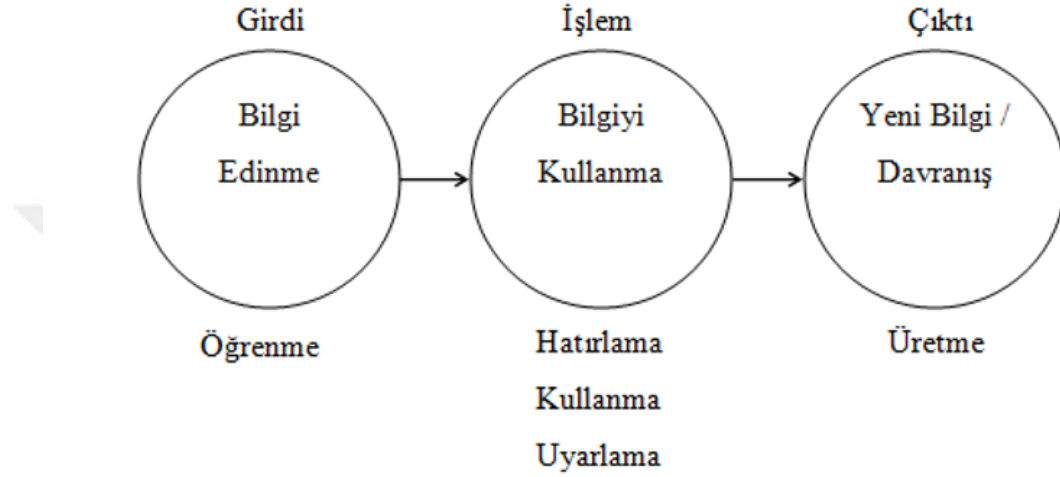 Girdi
İşlem
Çıktı
Bilgi
Edinme
Bilgiyi
Kullanma
Yeni Bilgi /
Davranış
Öğrenme
Hatırlama
Kullanma
Uyarlama
Üretme